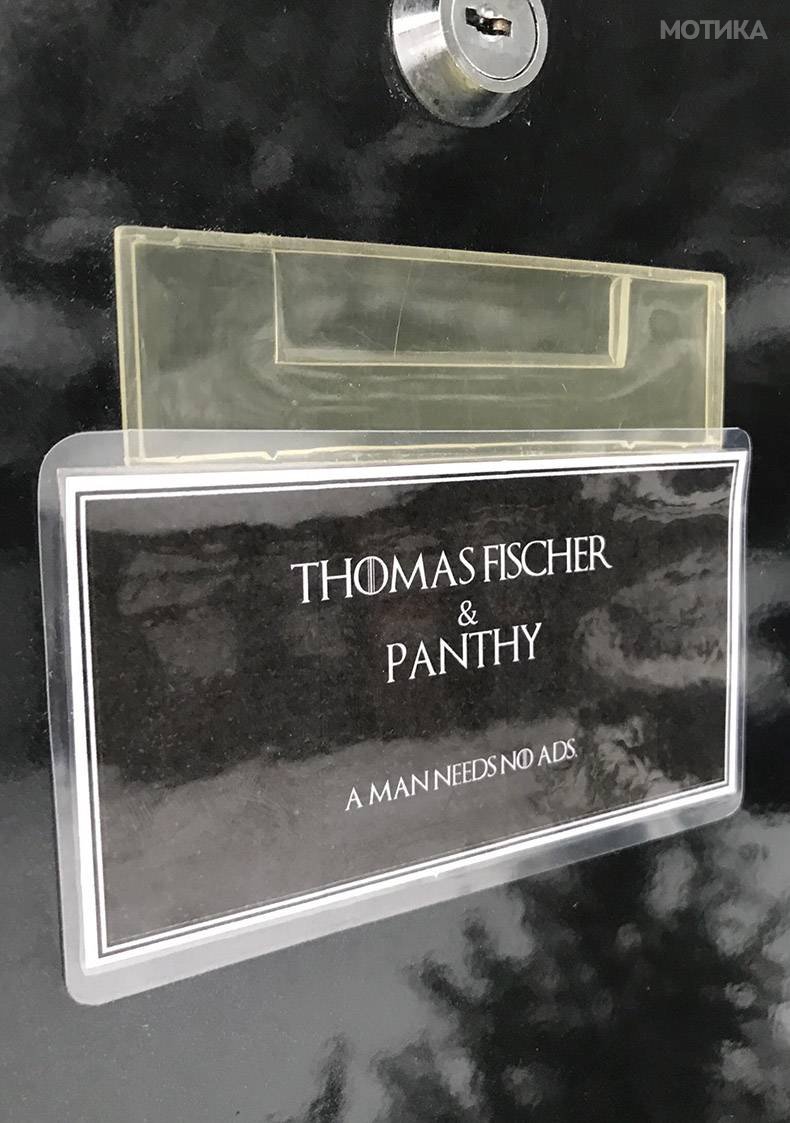 МОТИКА
THOMAS FISCHER
&
PANTHY
A MAN NEEDS NO ADS.